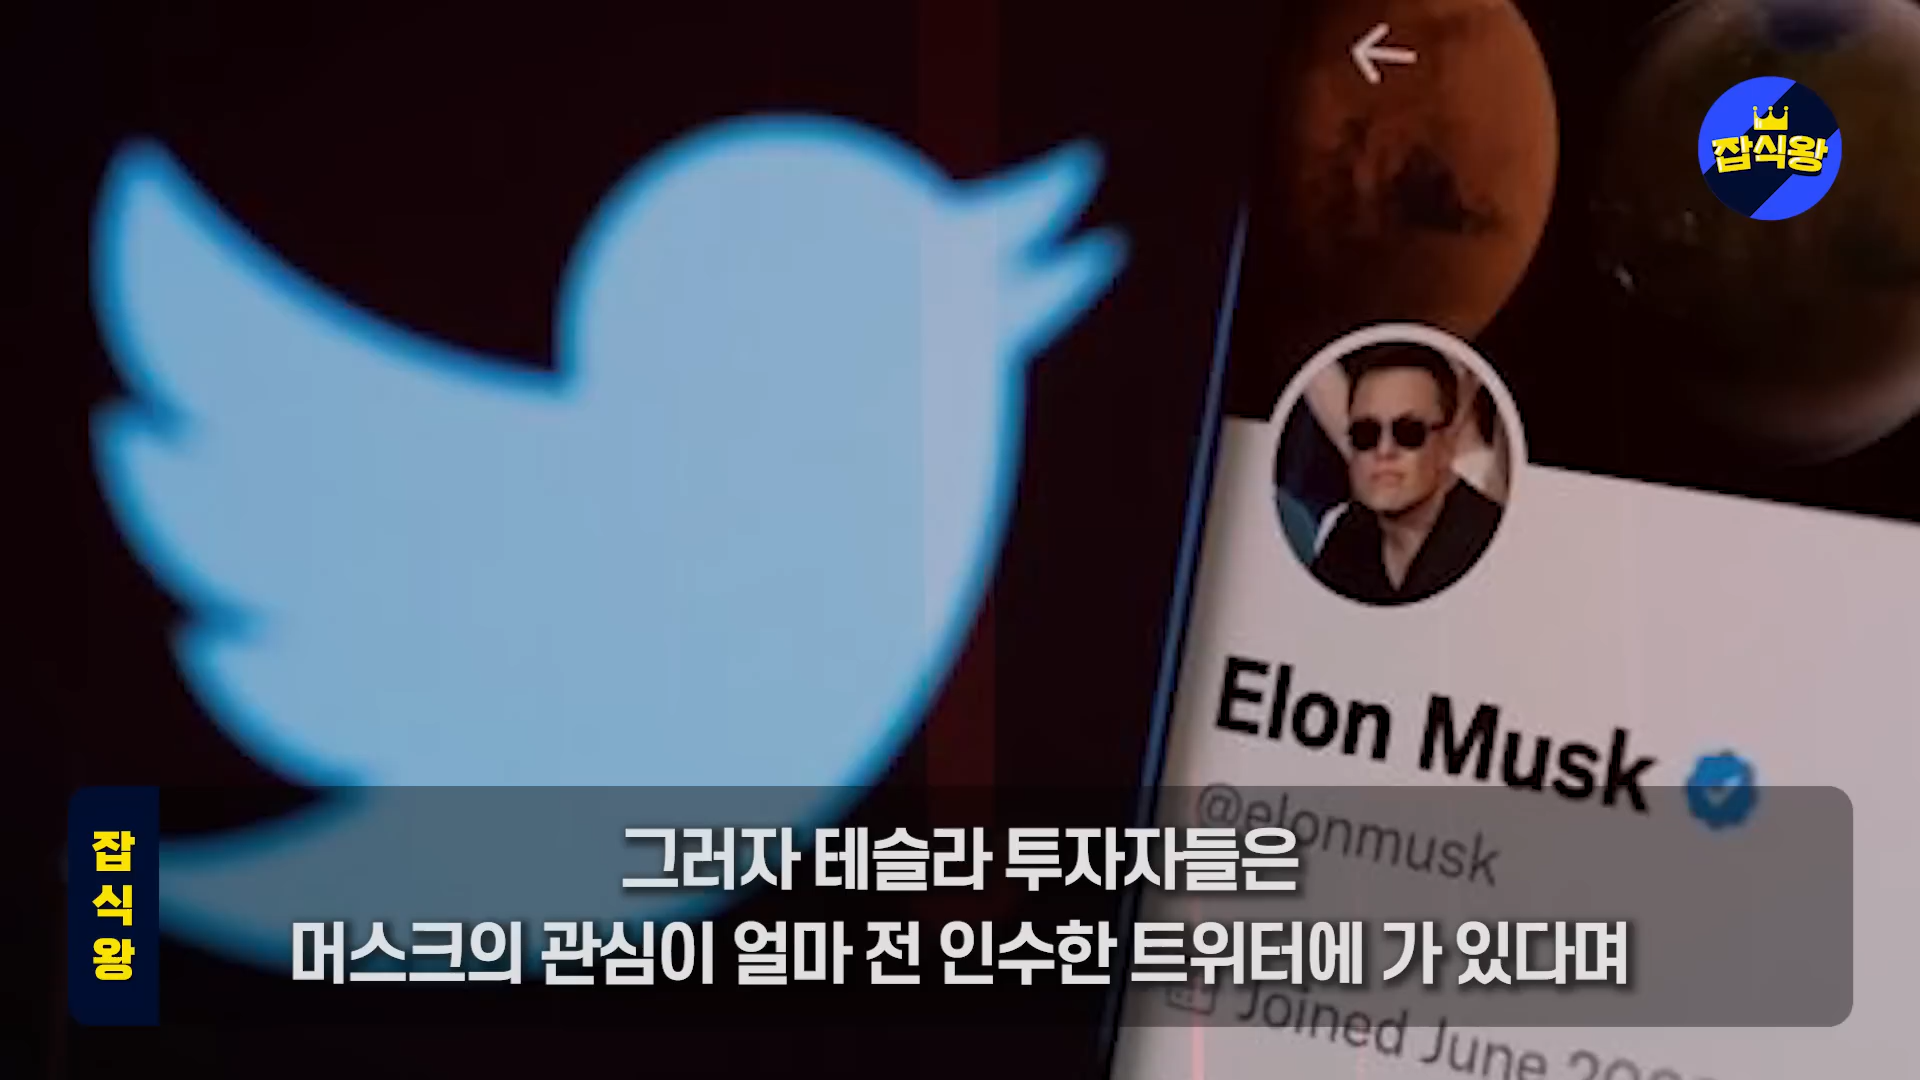 잡식왕
Elon Musk
@elonmusk
Joined June
잡식왕
그러자 테슬라 투자자들은
머스크의 관심이 얼마 전 인수한 트위터에 가 있다며